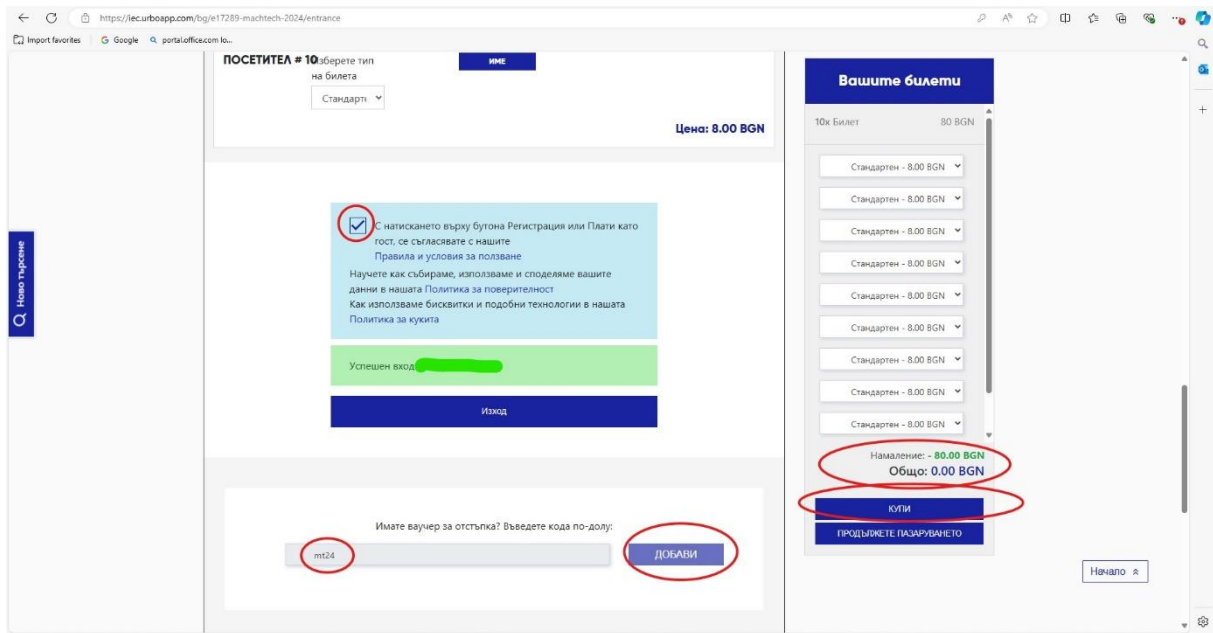 https://iec.urboapp.com/bg/e17289-machtech-2024/entrance
Import favorites
Google
portal.office.com lo...
ПОСЕТИТЕЛ # 10
зберете тип
на билета
Стандартн
ИМЕ
Цена: 8.00 BGN
С натискането върху бутона Регистрация или Плати като
гост, се съгласявате с нашите
Правила и условия за ползване
Научете как събираме, използваме и споделяме вашите
данни в нашата Политика за поверителност
Как използваме бисквитки и подобни технологии в нашата
Политика за кукита
Успешен вход
Изход
Имате ваучер за отстъпка? Въведете кода по-долу:
mt24
ДОБАВИ
Ново търсене
Вашите билети
10x Билет 80 BGN
Стандартен - 8.00 BGN
Стандартен - 8.00 BGN
Стандартен - 8.00 BGN
Стандартен - 8.00 BGN
Стандартен - 8.00 BGN
Стандартен - 8.00 BGN
Стандартен - 8.00 BGN
Стандартен - 8.00 BGN
Стандартен - 8.00 BGN
Намаление: - 80.00 BGN
Общо: 0.00 BGN
КУПИ
ПРОДЪЛЖЕТЕ ПАЗАРУВАНЕТО
Начало